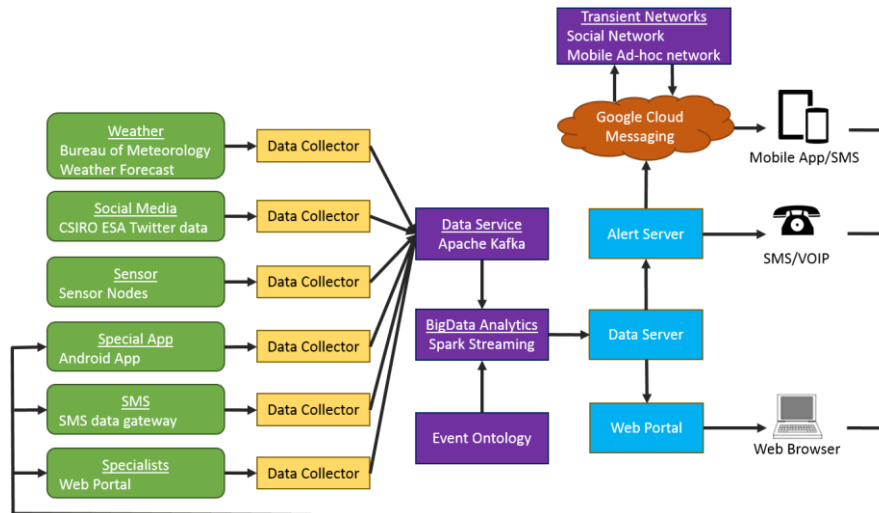 Transient Networks
Social Network
Mobile Ad-hoc network
Google Cloud
Messaging
Mobile App/SMS
Weather
Bureau of Meteorology
Weather Forecast
Data Collector
Social Media
CSIRO ESA Twitter data
Data Collector
Data Service
Apache Kafka
Alert Server
SMS/VOIP
Sensor
Sensor Nodes
Data Collector
Special App
Android App
Data Collector
BigData Analytics
Spark Streaming
Data Server
SMS
SMS data gateway
Data Collector
Event Ontology
Web Portal
Web Browser
Specialists
Web Portal
Data Collector